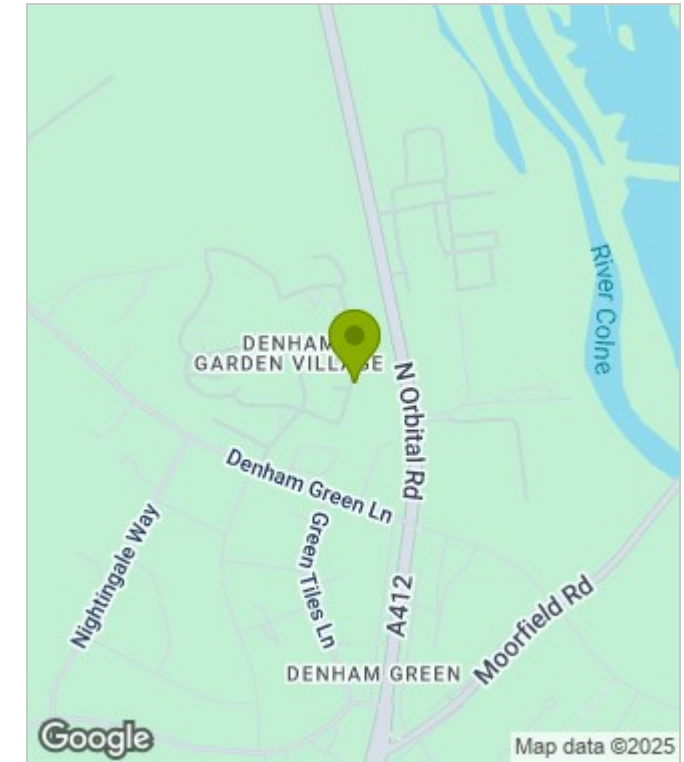 River Colne
DENHAM
GARDEN VILLAGE
N Orbital Rd
Denham Green Ln
Green Tiles Ln
Nightingale Way
A412
Moorfield Rd
DENHAM GREEN
Google
Map data ©2025